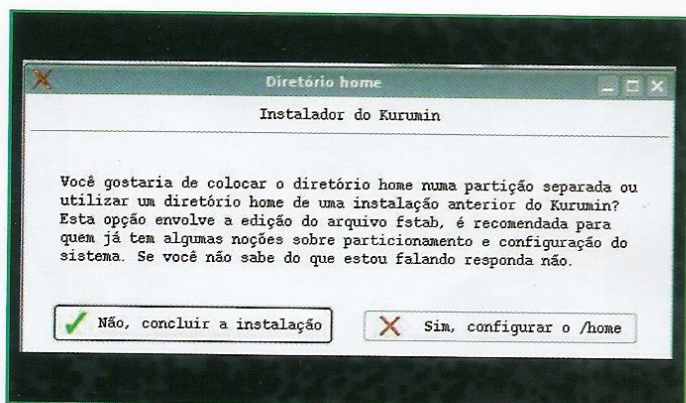 Diretório home
Instalador do Kurumin
Você gostaria de colocar o diretório home numa partição separada ou
utilizar um diretório home de uma instalação anterior do Kurumin?
Esta opção envolve a edição do arquivo fstab, é recomendada para
quem já tem algumas noções sobre particionamento e configuração do
sistema. Se você não sabe do que estou falando responda não.
Não, concluir a instalação
Sim, configurar o /home